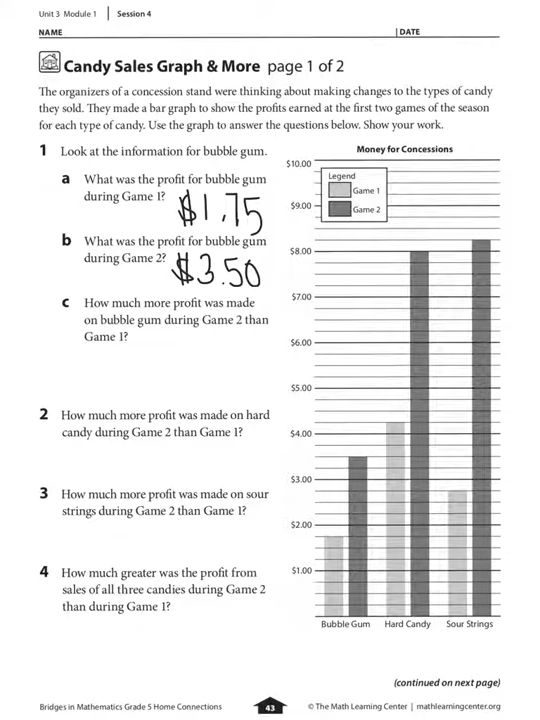 Unit 3 Module 1 | Session 4
NAME | DATE
Candy Sales Graph & More page 1 of 2
The organizers of a concession stand were thinking about making changes to the types of candy
they sold. They made a bar graph to show the profits earned at the first two games of the season
for each type of candy. Use the graph to answer the questions below. Show your work.
1 Look at the information for bubble gum.
a What was the profit for bubble gum
during Game 1?
$1.75
b What was the profit for bubble gum
during Game 2?
$3.50
c How much more profit was made
on bubble gum during Game 2 than
Game 1?
2 How much more profit was made on hard
candy during Game 2 than Game 1?
3 How much more profit was made on sour
strings during Game 2 than Game 1?
4 How much greater was the profit from
sales of all three candies during Game 2
than during Game 1?
Money for Concessions
Legend
Game 1
Game 2
$10.00
$9.00
$8.00
$7.00
$6.00
$5.00
$4.00
$3.00
$2.00
$1.00
Bubble Gum Hard Candy Sour Strings
(continued on next page)
Bridges in Mathematics Grade 5 Home Connections 43 © The Math Learning Center | mathlearningcenter.org